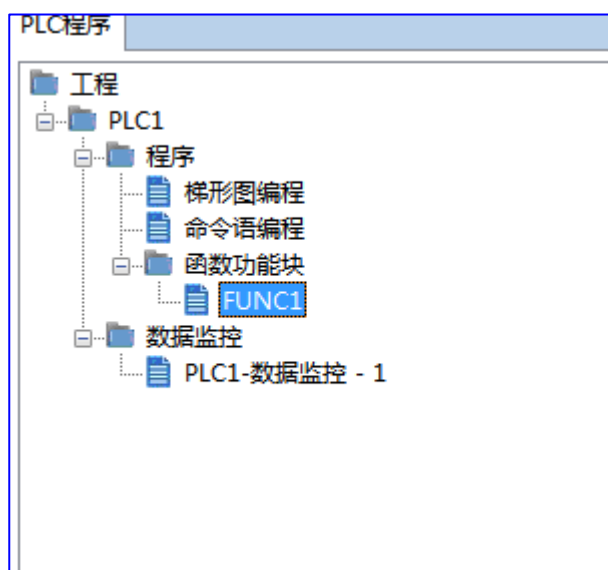 PLC程序
工程
PLC1
程序
梯形图编程
命令语编程
函数功能块
FUNC1
数据监控
PLC1-数据监控 - 1